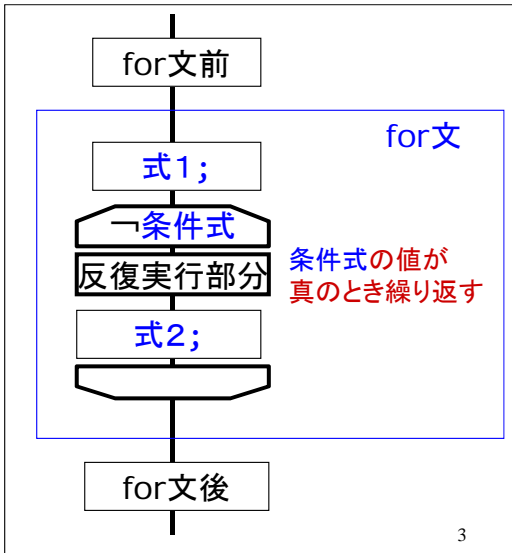 for文前
for文
式1;
¬条件式
反復実行部分
条件式の値が
真のとき繰り返す
式2;
for文後
3